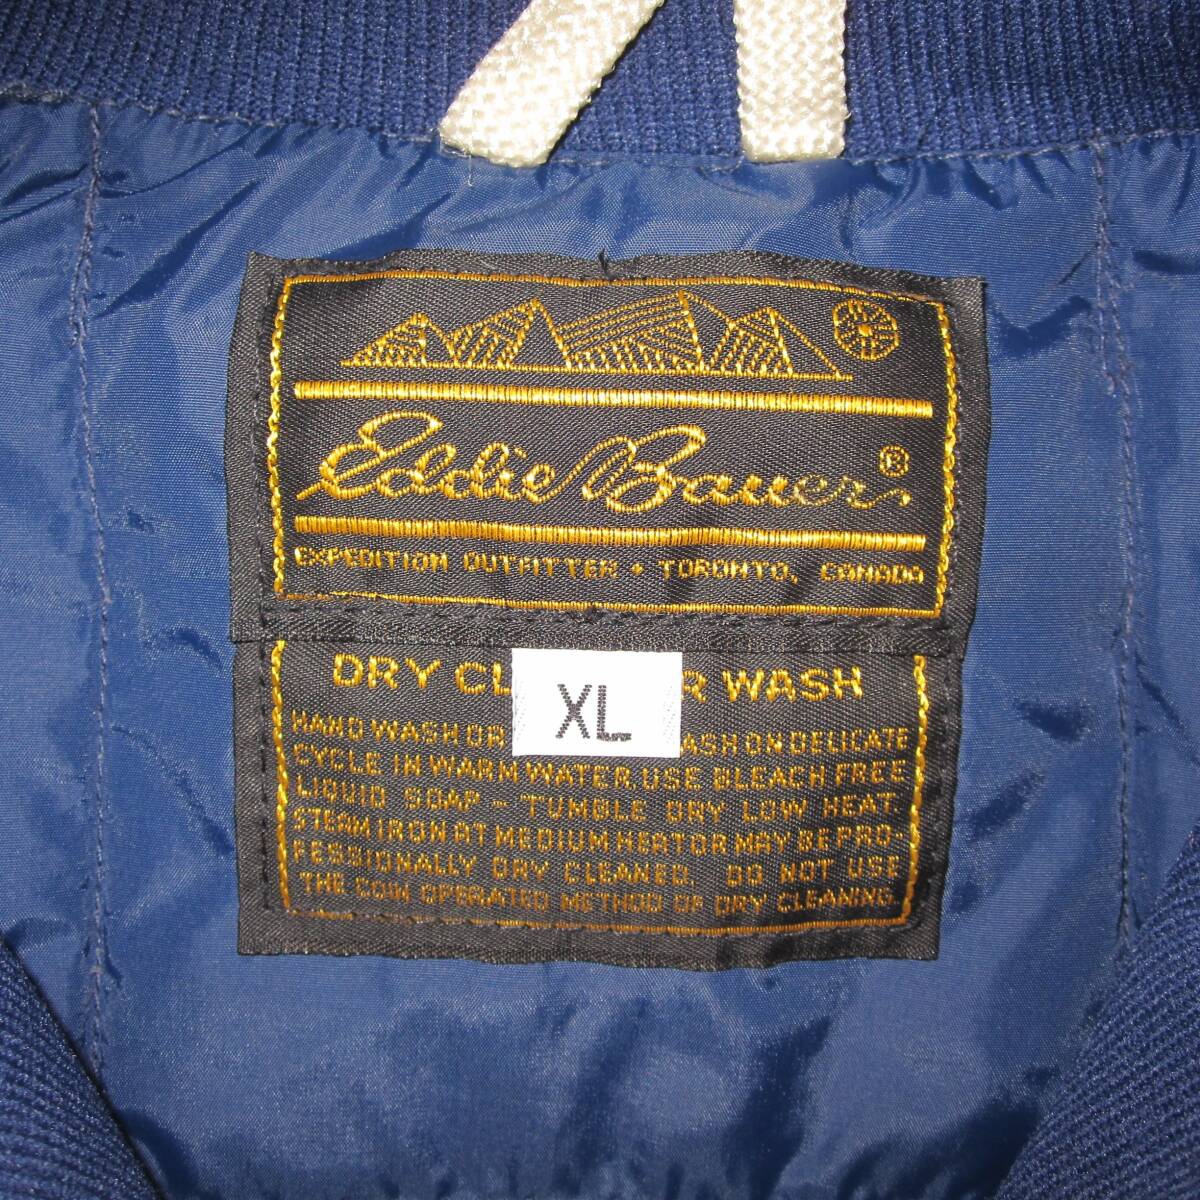 Eddie Bauer®
EXPEDITION OUTFITTER • TORONTO, CANADA
DRY CL R WASH
XL
HAND WASH OR ASH ON DELICATE
CYCLE IN WARM WATER. USE BLEACH FREE
LIQUID SOAP - TUMBLE DRY LOW HEAT.
STEAM IRON AT MEDIUM HEAT OR MAY BE PRO-
FESSIONALLY DRY CLEANED. DO NOT USE
THE COIN OPERATED METHOD OF DRY CLEANING.